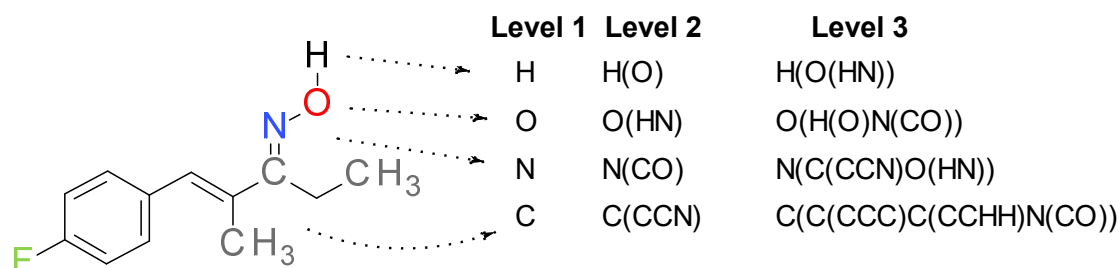 Level 1 Level 2 Level 3
H H H(O) H(O(HN))
O O O(HN) O(H(O)N(CO))
N N N(CO) N(C(CCN)O(HN))
C CH3
C C(CCN) C(C(CCC)C(CCHH)N(CO))
F CH3